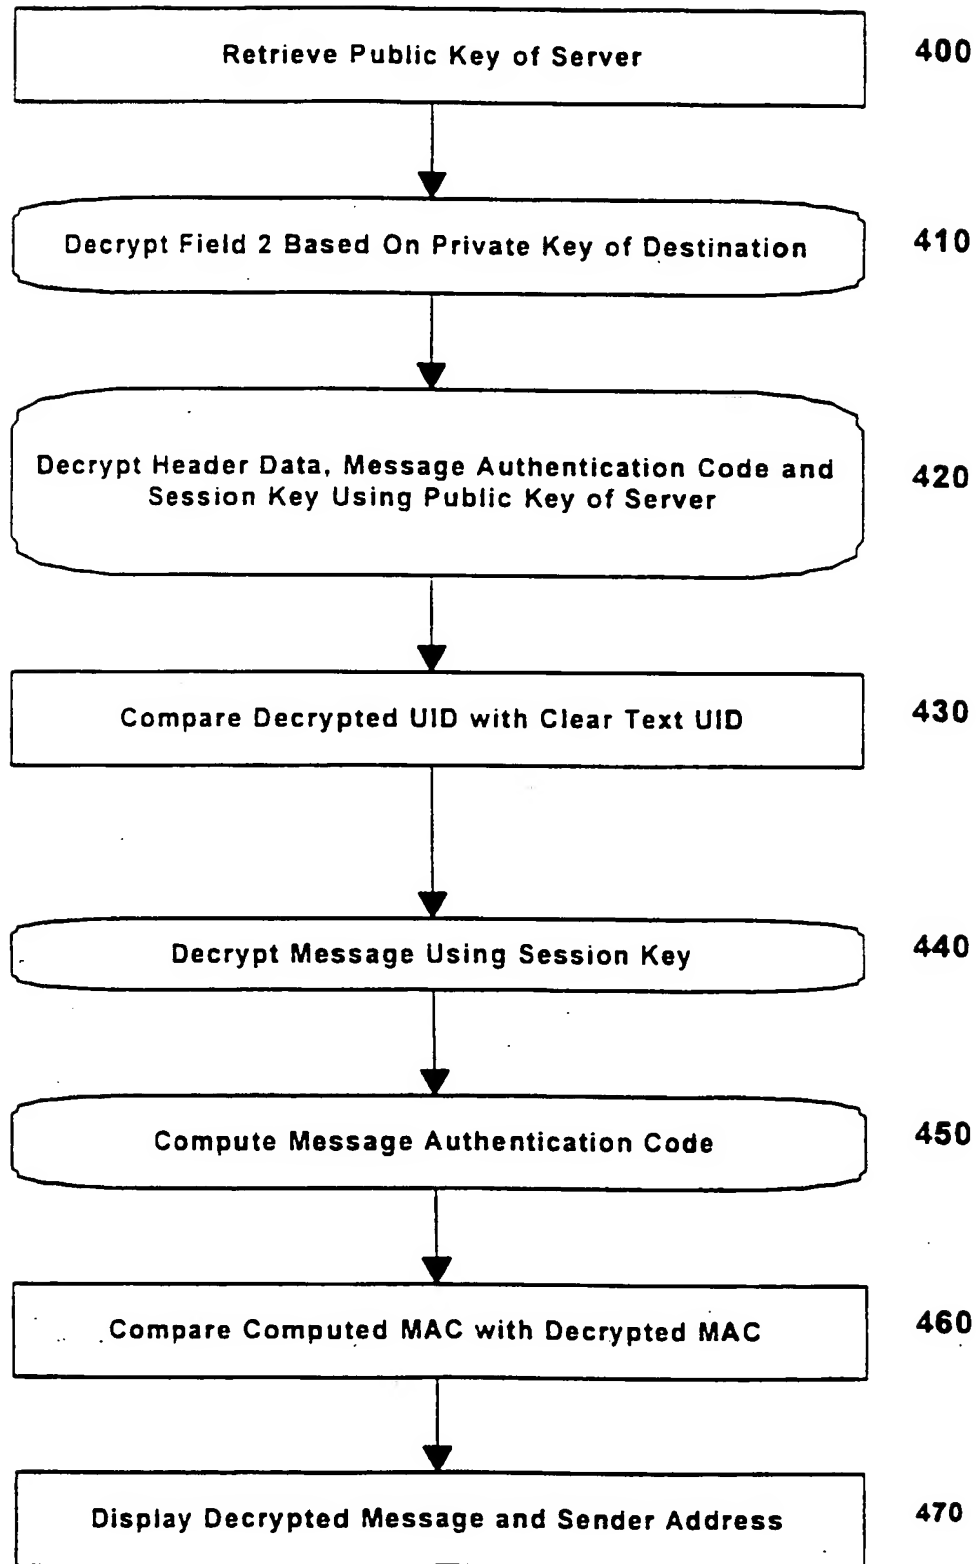 Retrieve Public Key of Server
400
Decrypt Field 2 Based On Private Key of Destination
410
Decrypt Header Data, Message Authentication Code and
Session Key Using Public Key of Server
420
Compare Decrypted UID with Clear Text UID
430
Decrypt Message Using Session Key
440
Compute Message Authentication Code
450
Compare Computed MAC with Decrypted MAC
460
Display Decrypted Message and Sender Address
470